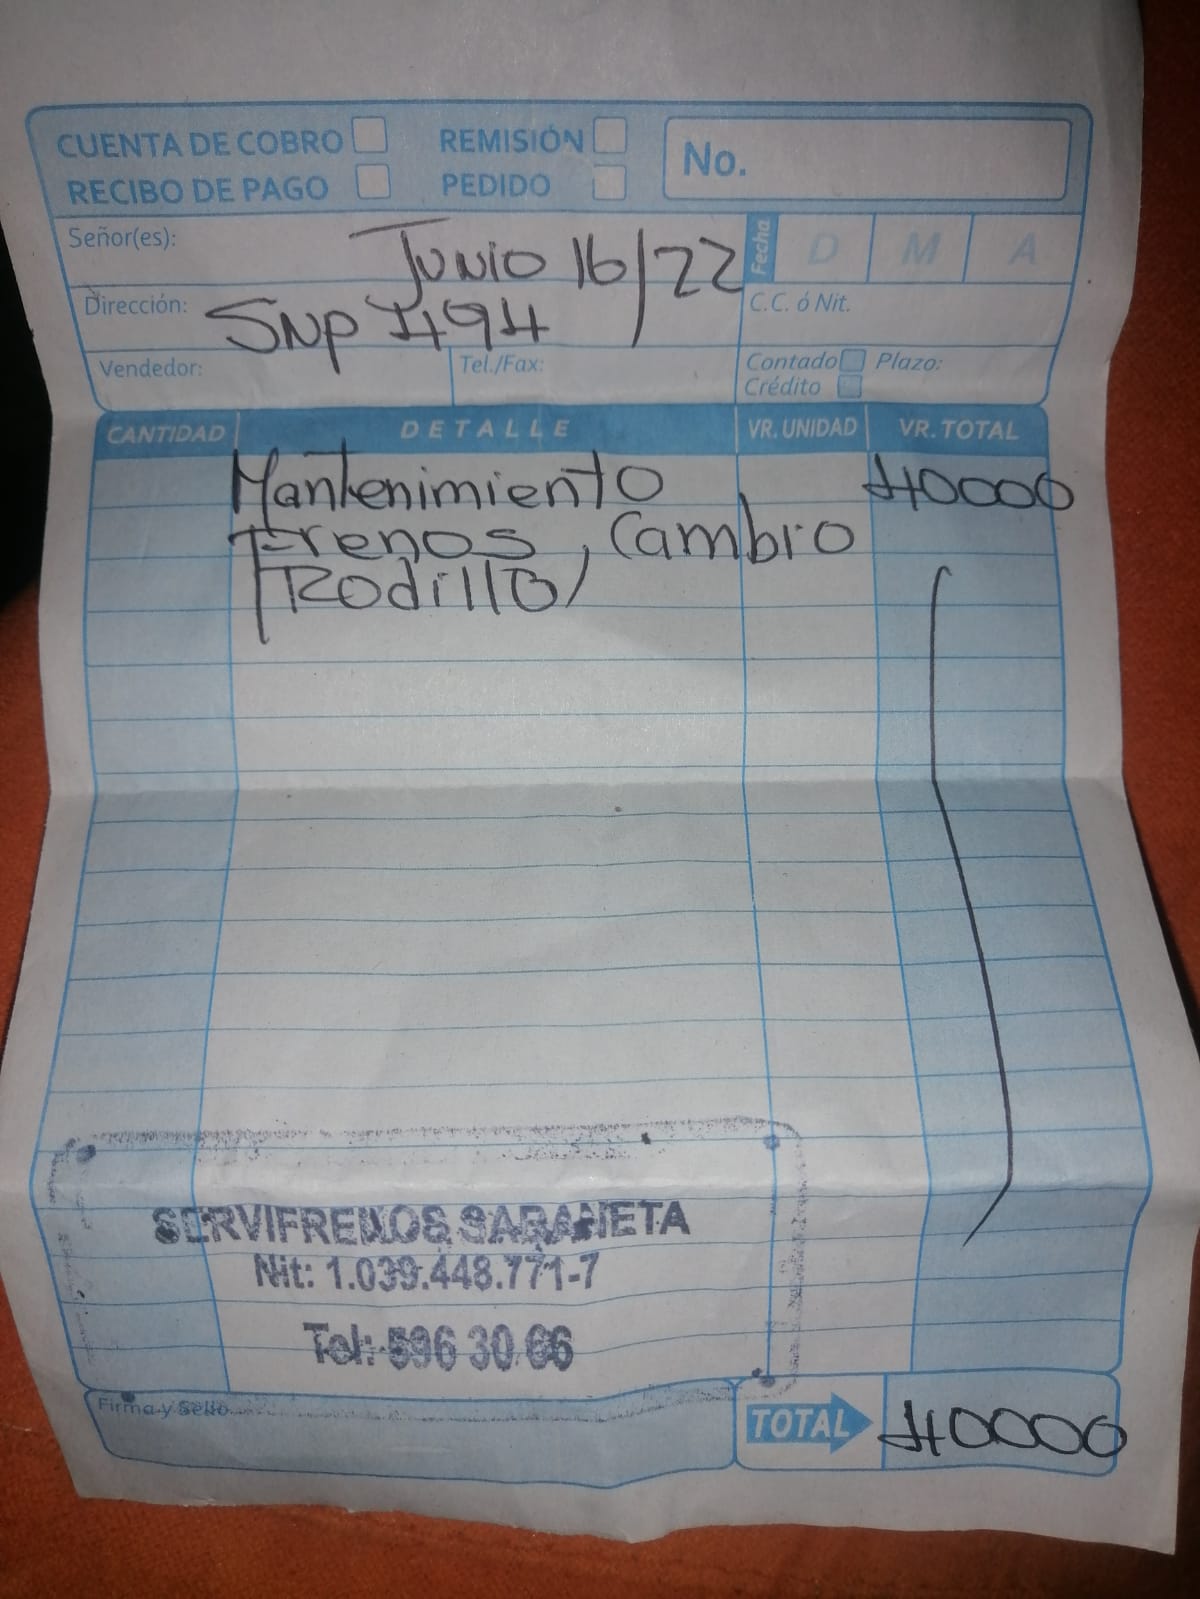 CUENTA DE COBRO REMISIÓN No.
RECIBO DE PAGO PEDIDO
Señor(es): Junio 16/22 Fecha D M A
Dirección: SNP 494 C.C. ó Nit.
Vendedor: Tel./Fax: Contado Plazo:
Crédito
CANTIDAD DETALLE VR. UNIDAD VR. TOTAL
Mantenimiento 40000
Frenos, Cambio
Rodillo
SERVIFRENOS SABANETA
Nit: 1.039.448.771-7
Tel: 596 30 66
Firma y Sello
TOTAL 40000